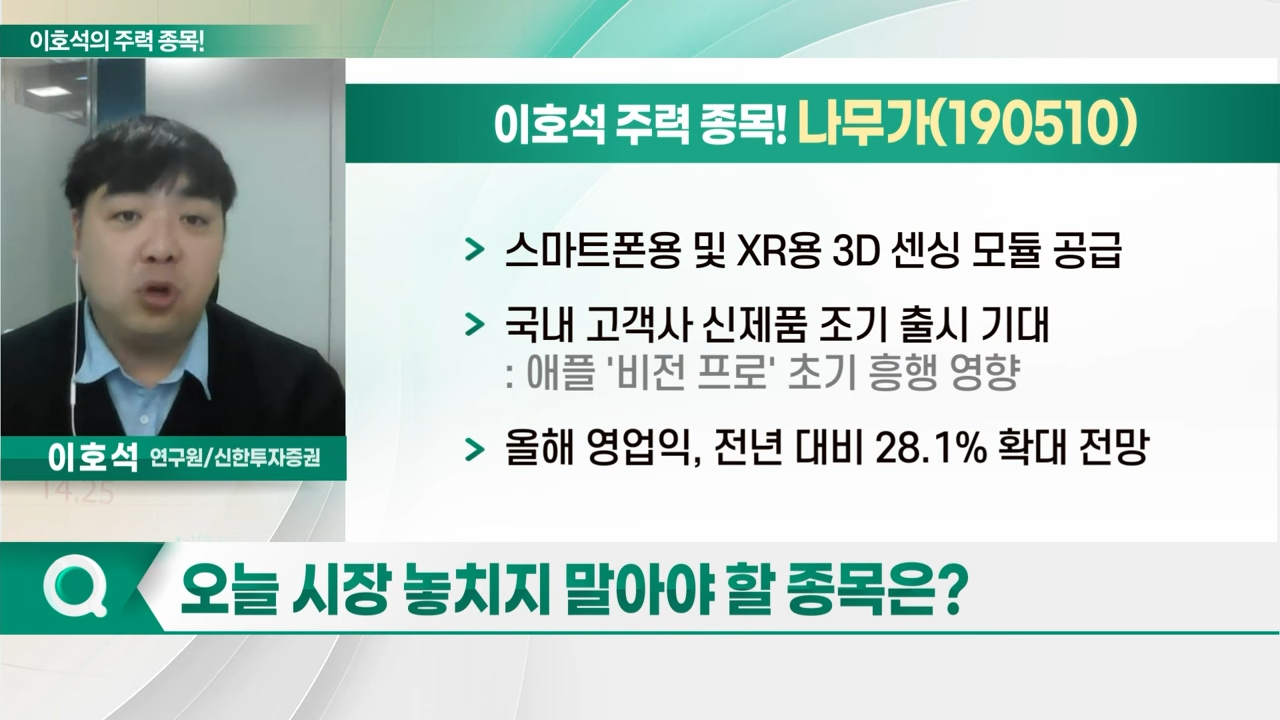 이호석의 주력 종목!
이호석 주력 종목! 나무가(190510)
> 스마트폰용 및 XR용 3D 센싱 모듈 공급
> 국내 고객사 신제품 조기 출시 기대
: 애플 '비전 프로' 초기 흥행 영향
> 올해 영업익, 전년 대비 28.1% 확대 전망
이호석 연구원/신한투자증권
14.25
오늘 시장 놓치지 말아야 할 종목은?